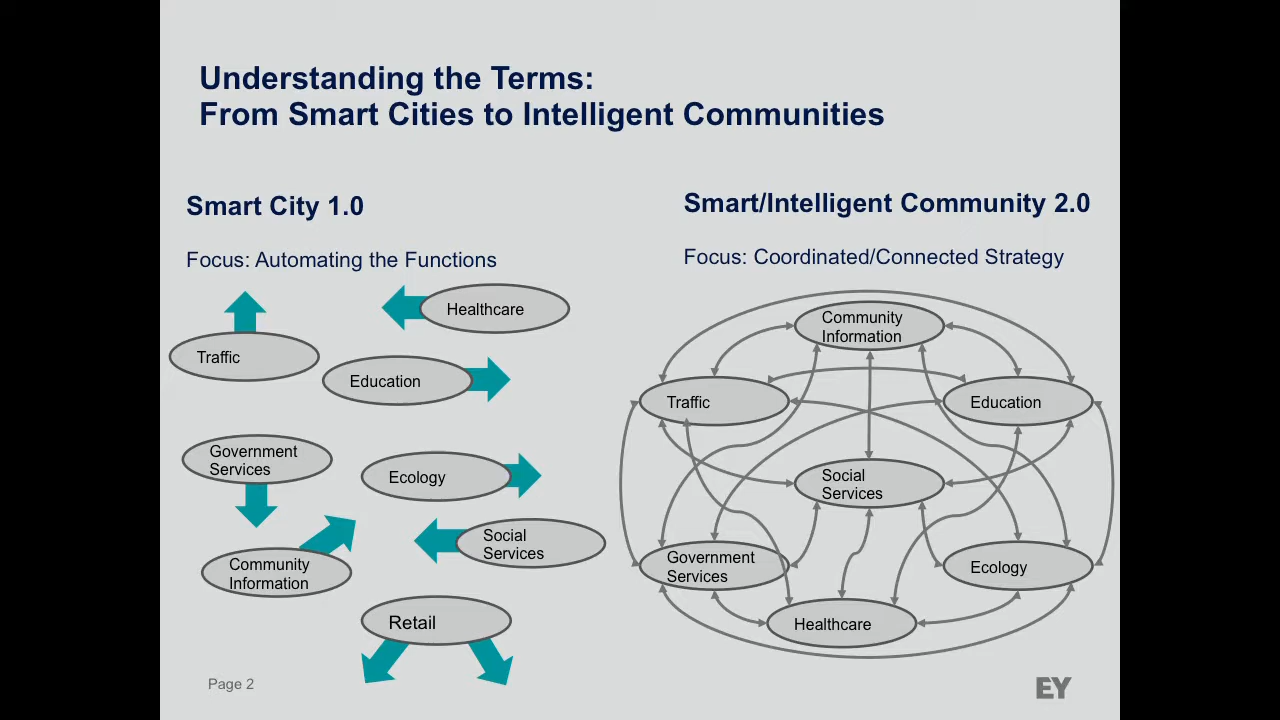 Understanding the Terms:
From Smart Cities to Intelligent Communities
Smart City 1.0
Focus: Automating the Functions
Healthcare
Traffic
Education
Government
Services
Ecology
Social
Services
Community
Information
Retail
Smart/Intelligent Community 2.0
Focus: Coordinated/Connected Strategy
Community
Information
Traffic
Education
Social
Services
Government
Services
Ecology
Healthcare
Page 2
EY